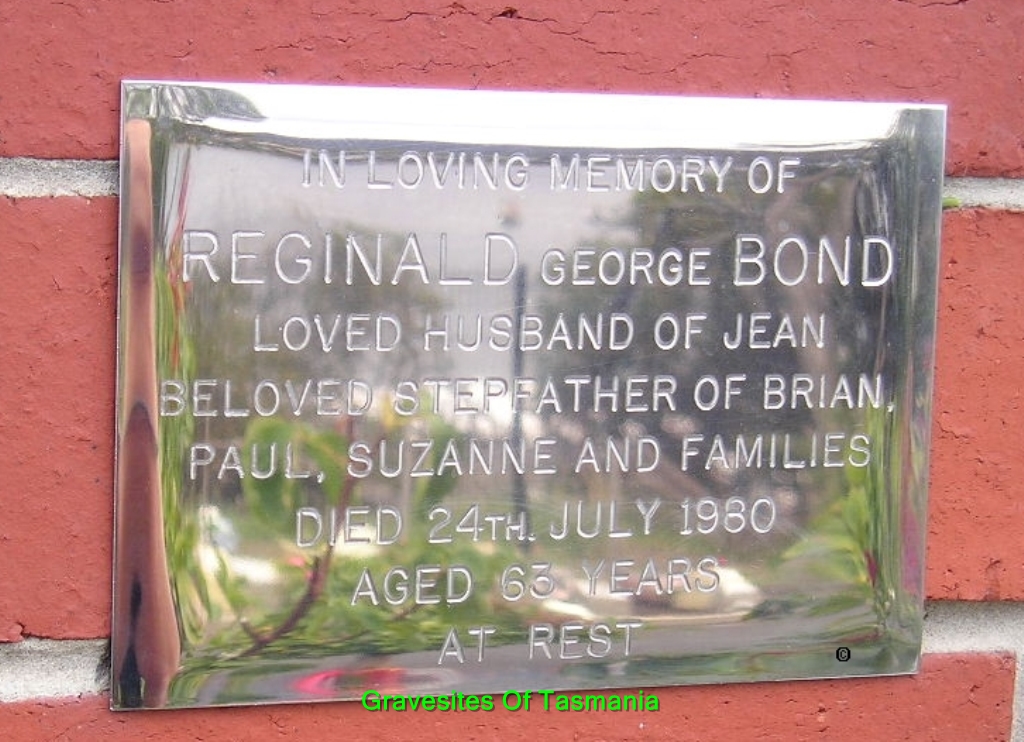 IN LOVING MEMORY OF
REGINALD GEORGE BOND
LOVED HUSBAND OF JEAN
BELOVED STEPFATHER OF BRIAN,
PAUL, SUZANNE AND FAMILIES
DIED 24TH. JULY 1980
AGED 63 YEARS
AT REST
©
Gravesites Of Tasmania